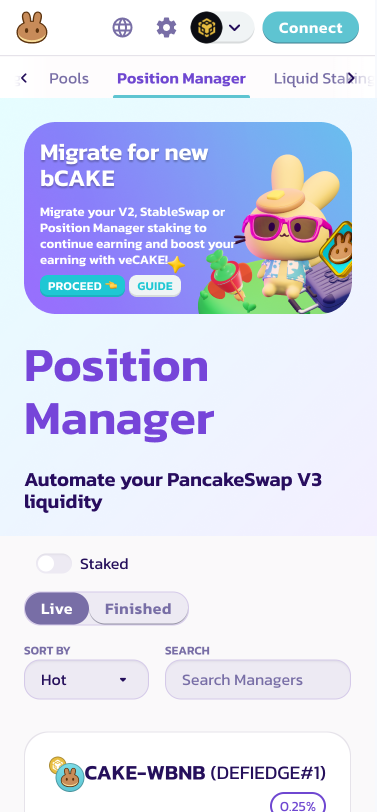 Connect
Pools
Position Manager
Liquid Staking
Migrate for new
bCAKE
Migrate your V2, StableSwap or
Position Manager staking to
continue earning and boost your
earning with veCAKE!
PROCEED
GUIDE
Position
Manager
Automate your PancakeSwap V3
liquidity
Staked
Live
Finished
SORT BY
SEARCH
Hot
Search Managers
CAKE-WBNB (DEFIEDGE#1)
0.25%